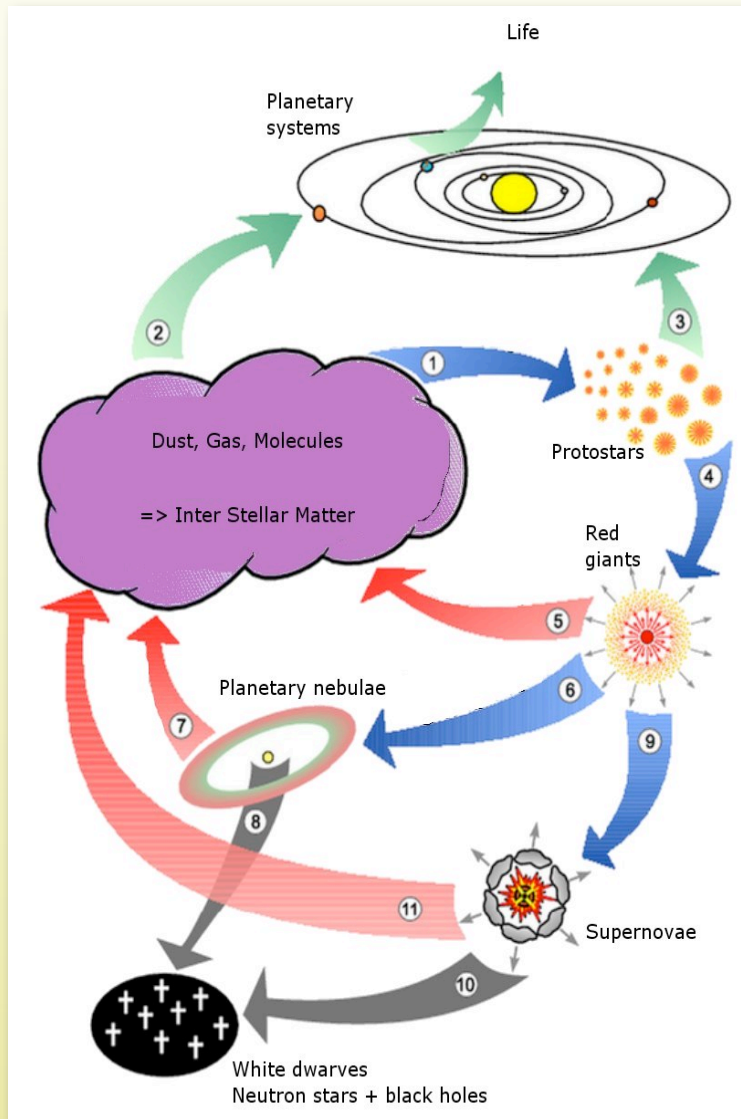 Life
Planetary
systems
2
3
1
Dust, Gas, Molecules
=> Inter Stellar Matter
Protostars
4
Red
giants
5
6
Planetary nebulae
7
9
8
11
Supernovae
10
White dwarves
Neutron stars + black holes